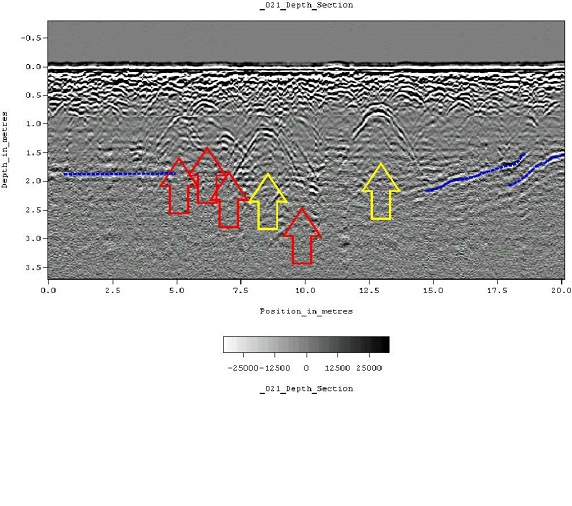 _021_Depth_Section
-0.5
0.0
0.5
1.0
1.5
2.0
2.5
3.0
3.5
Depth_in_metres
0.0 2.5 5.0 7.5 10.0 12.5 15.0 17.5 20.0
Position_in_metres
-25000 -12500 0 12500 25000
_021_Depth_Section